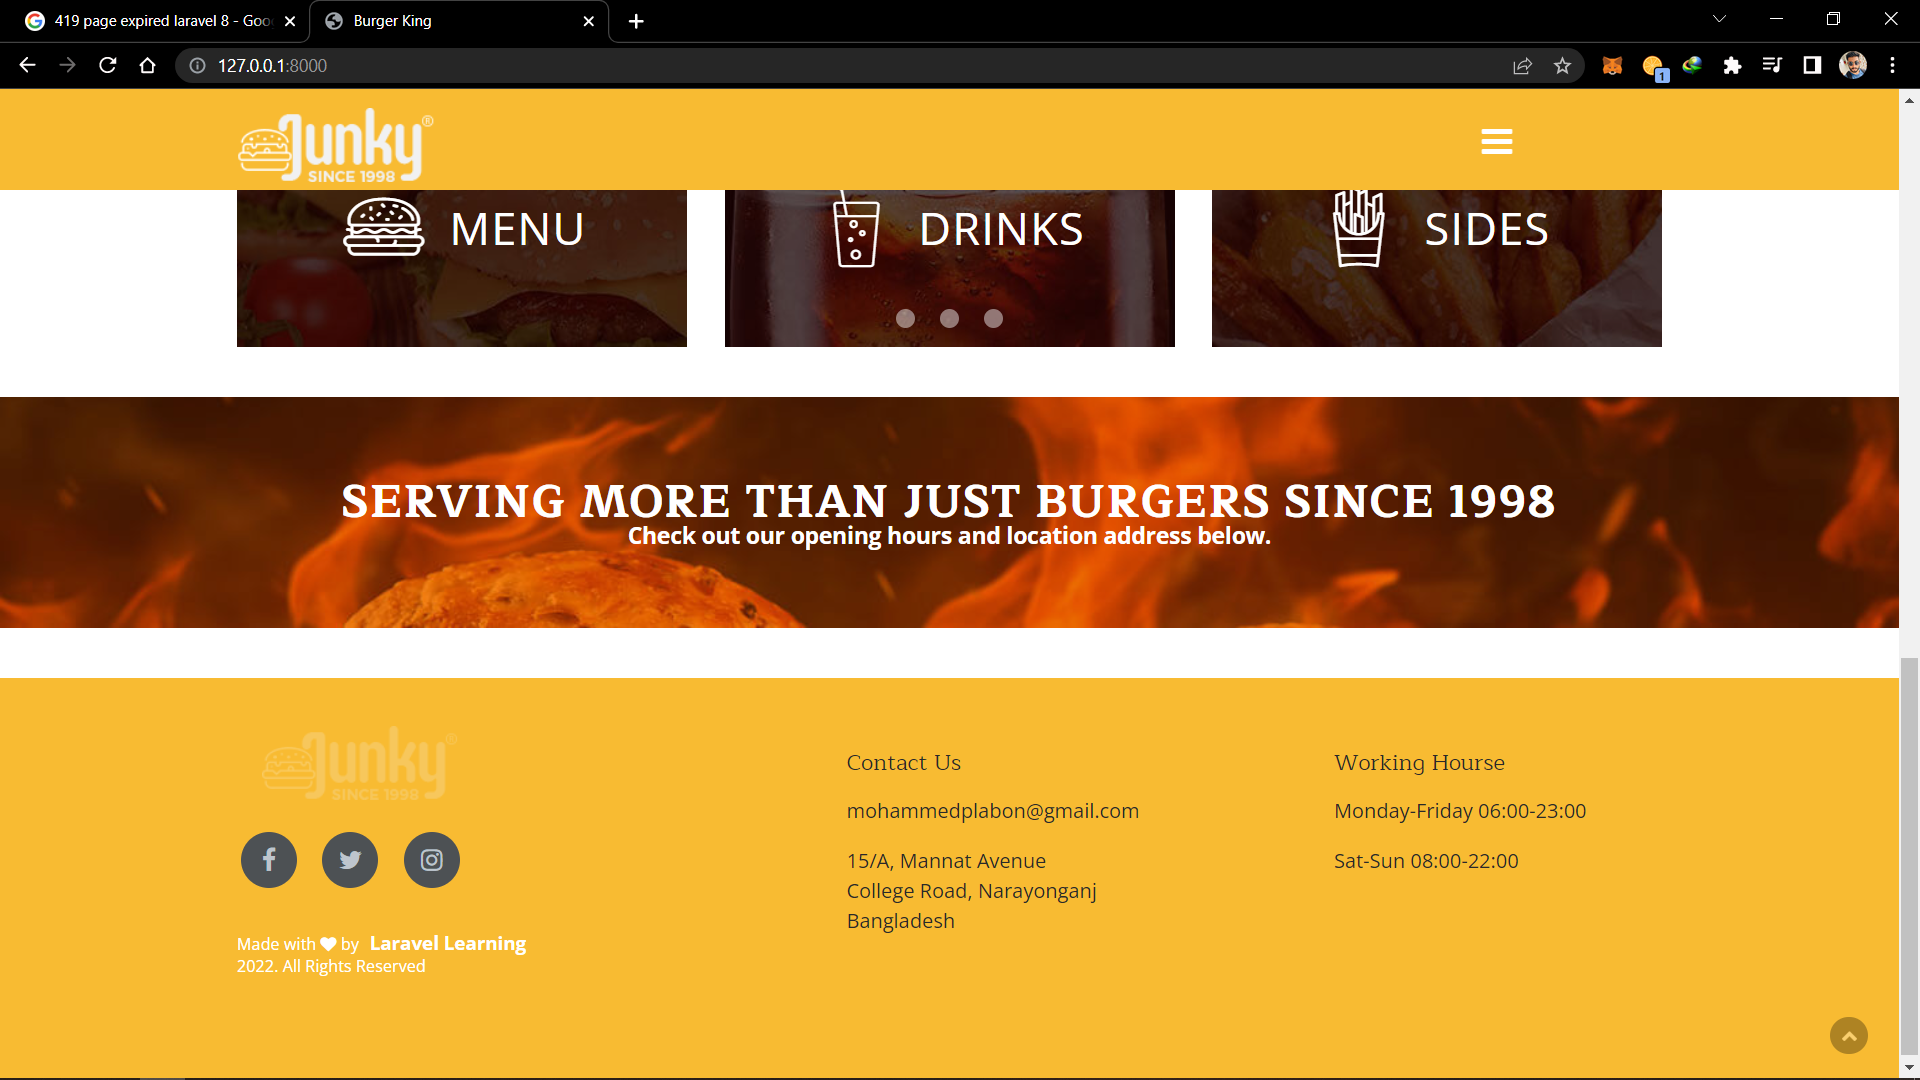 419 page expired laravel 8 - Goo
Burger King
127.0.0.1:8000
1
Junky®
SINCE 1998
MENU
DRINKS
SIDES
SERVING MORE THAN JUST BURGERS SINCE 1998
Check out our opening hours and location address below.
Junky®
SINCE 1998
Contact Us
mohammedplabon@gmail.com
15/A, Mannat Avenue
College Road, Narayonganj
Bangladesh
Working Hourse
Monday-Friday 06:00-23:00
Sat-Sun 08:00-22:00
Made with by Laravel Learning
2022. All Rights Reserved